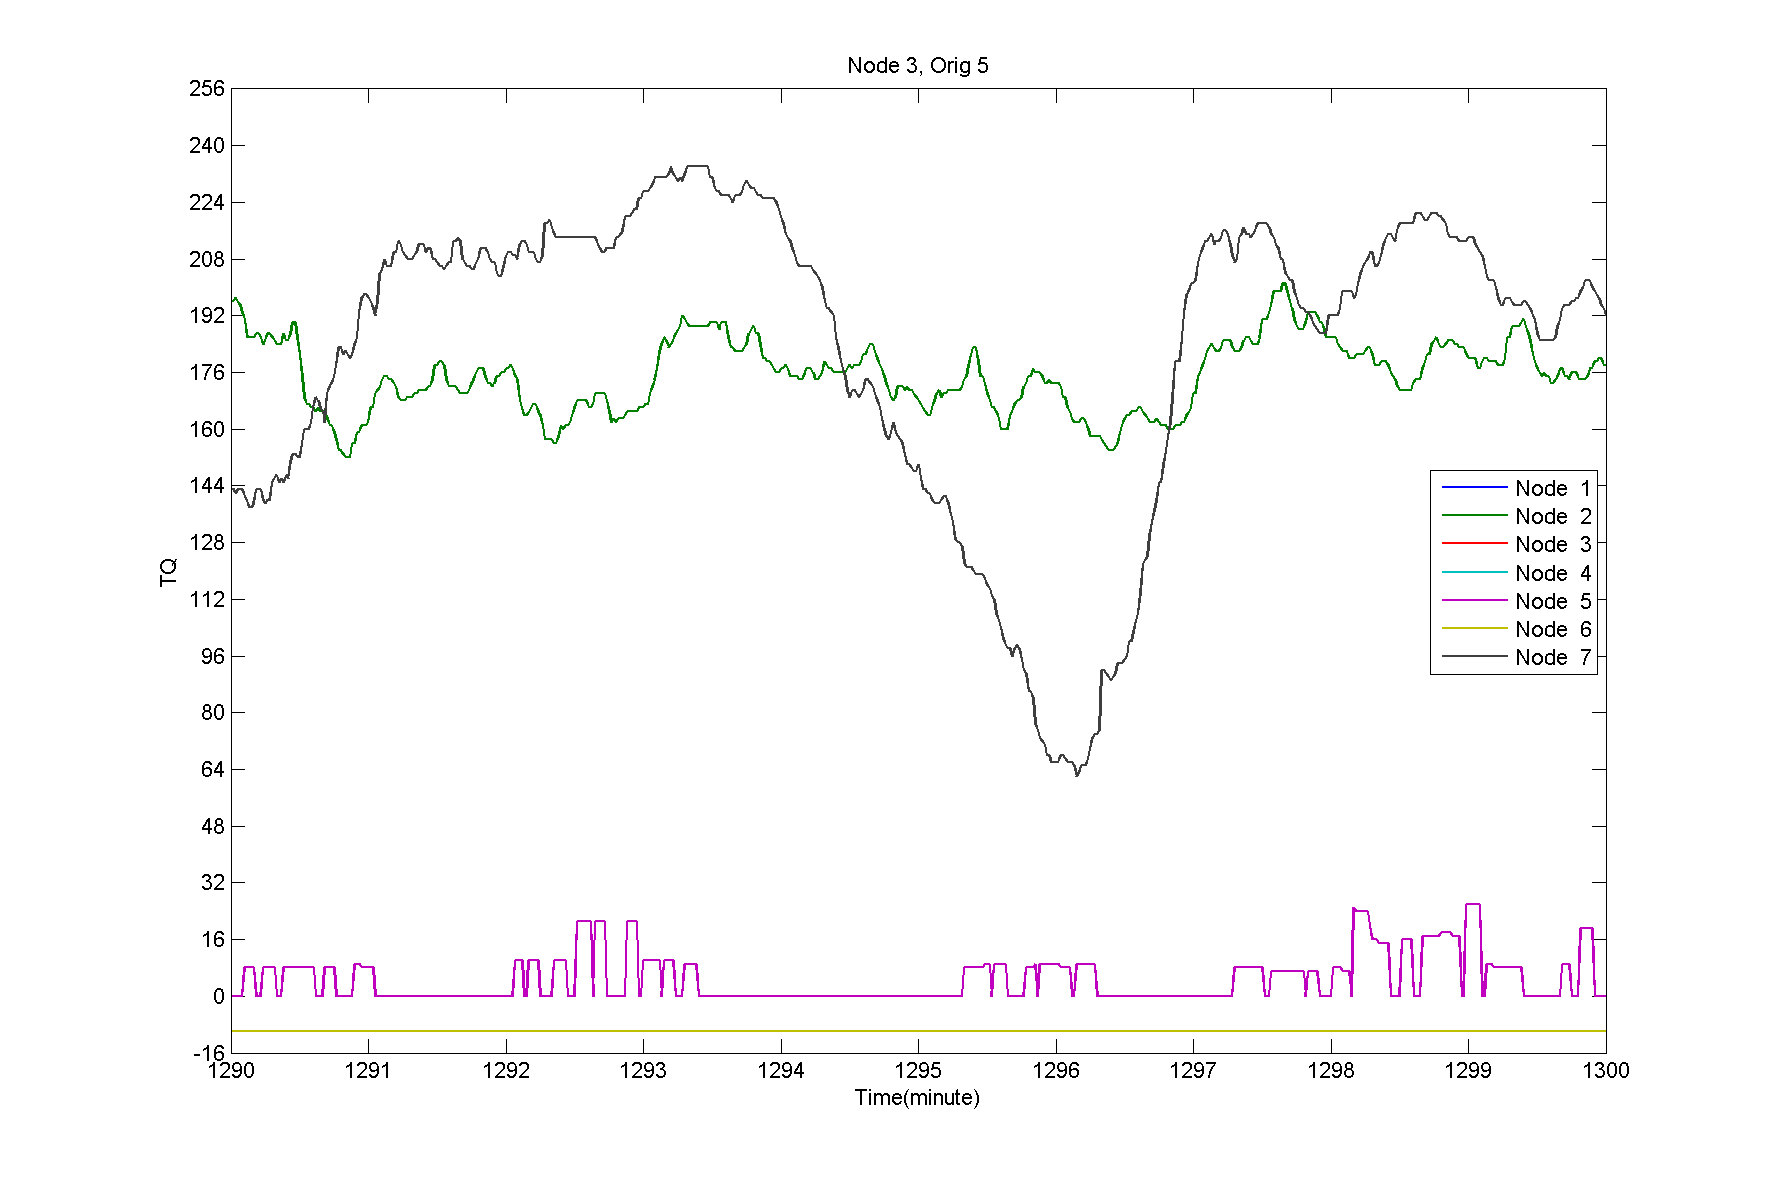 Node 3, Orig 5
256
240
224
208
192
176
160
144
128
112
96
80
64
48
32
16
0
-16
TQ
Node 1
Node 2
Node 3
Node 4
Node 5
Node 6
Node 7
1290 1291 1292 1293 1294 1295 1296 1297 1298 1299 1300
Time(minute)